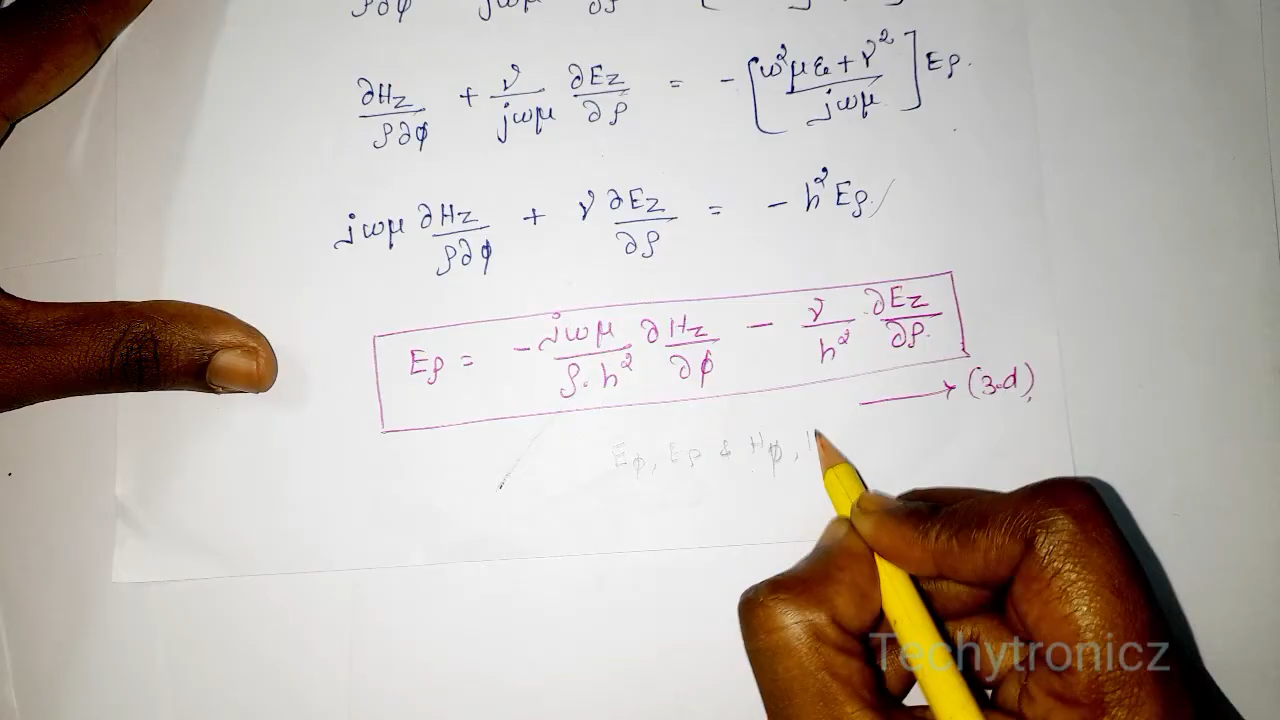 ∂Hz/ρ∂ϕ + γ/jωμ ∂Ez/∂ρ = -[ω²με+γ²/jωμ] Eρ.
jωμ ∂Hz/ρ∂ϕ + γ ∂Ez/∂ρ = - h² Eρ.
Eρ = -jωμ/ρ.h² ∂Hz/∂ϕ - γ/h² . ∂Ez/∂ρ.
→ (3.d)
Eϕ, Eρ & Hϕ,
Techytronicz